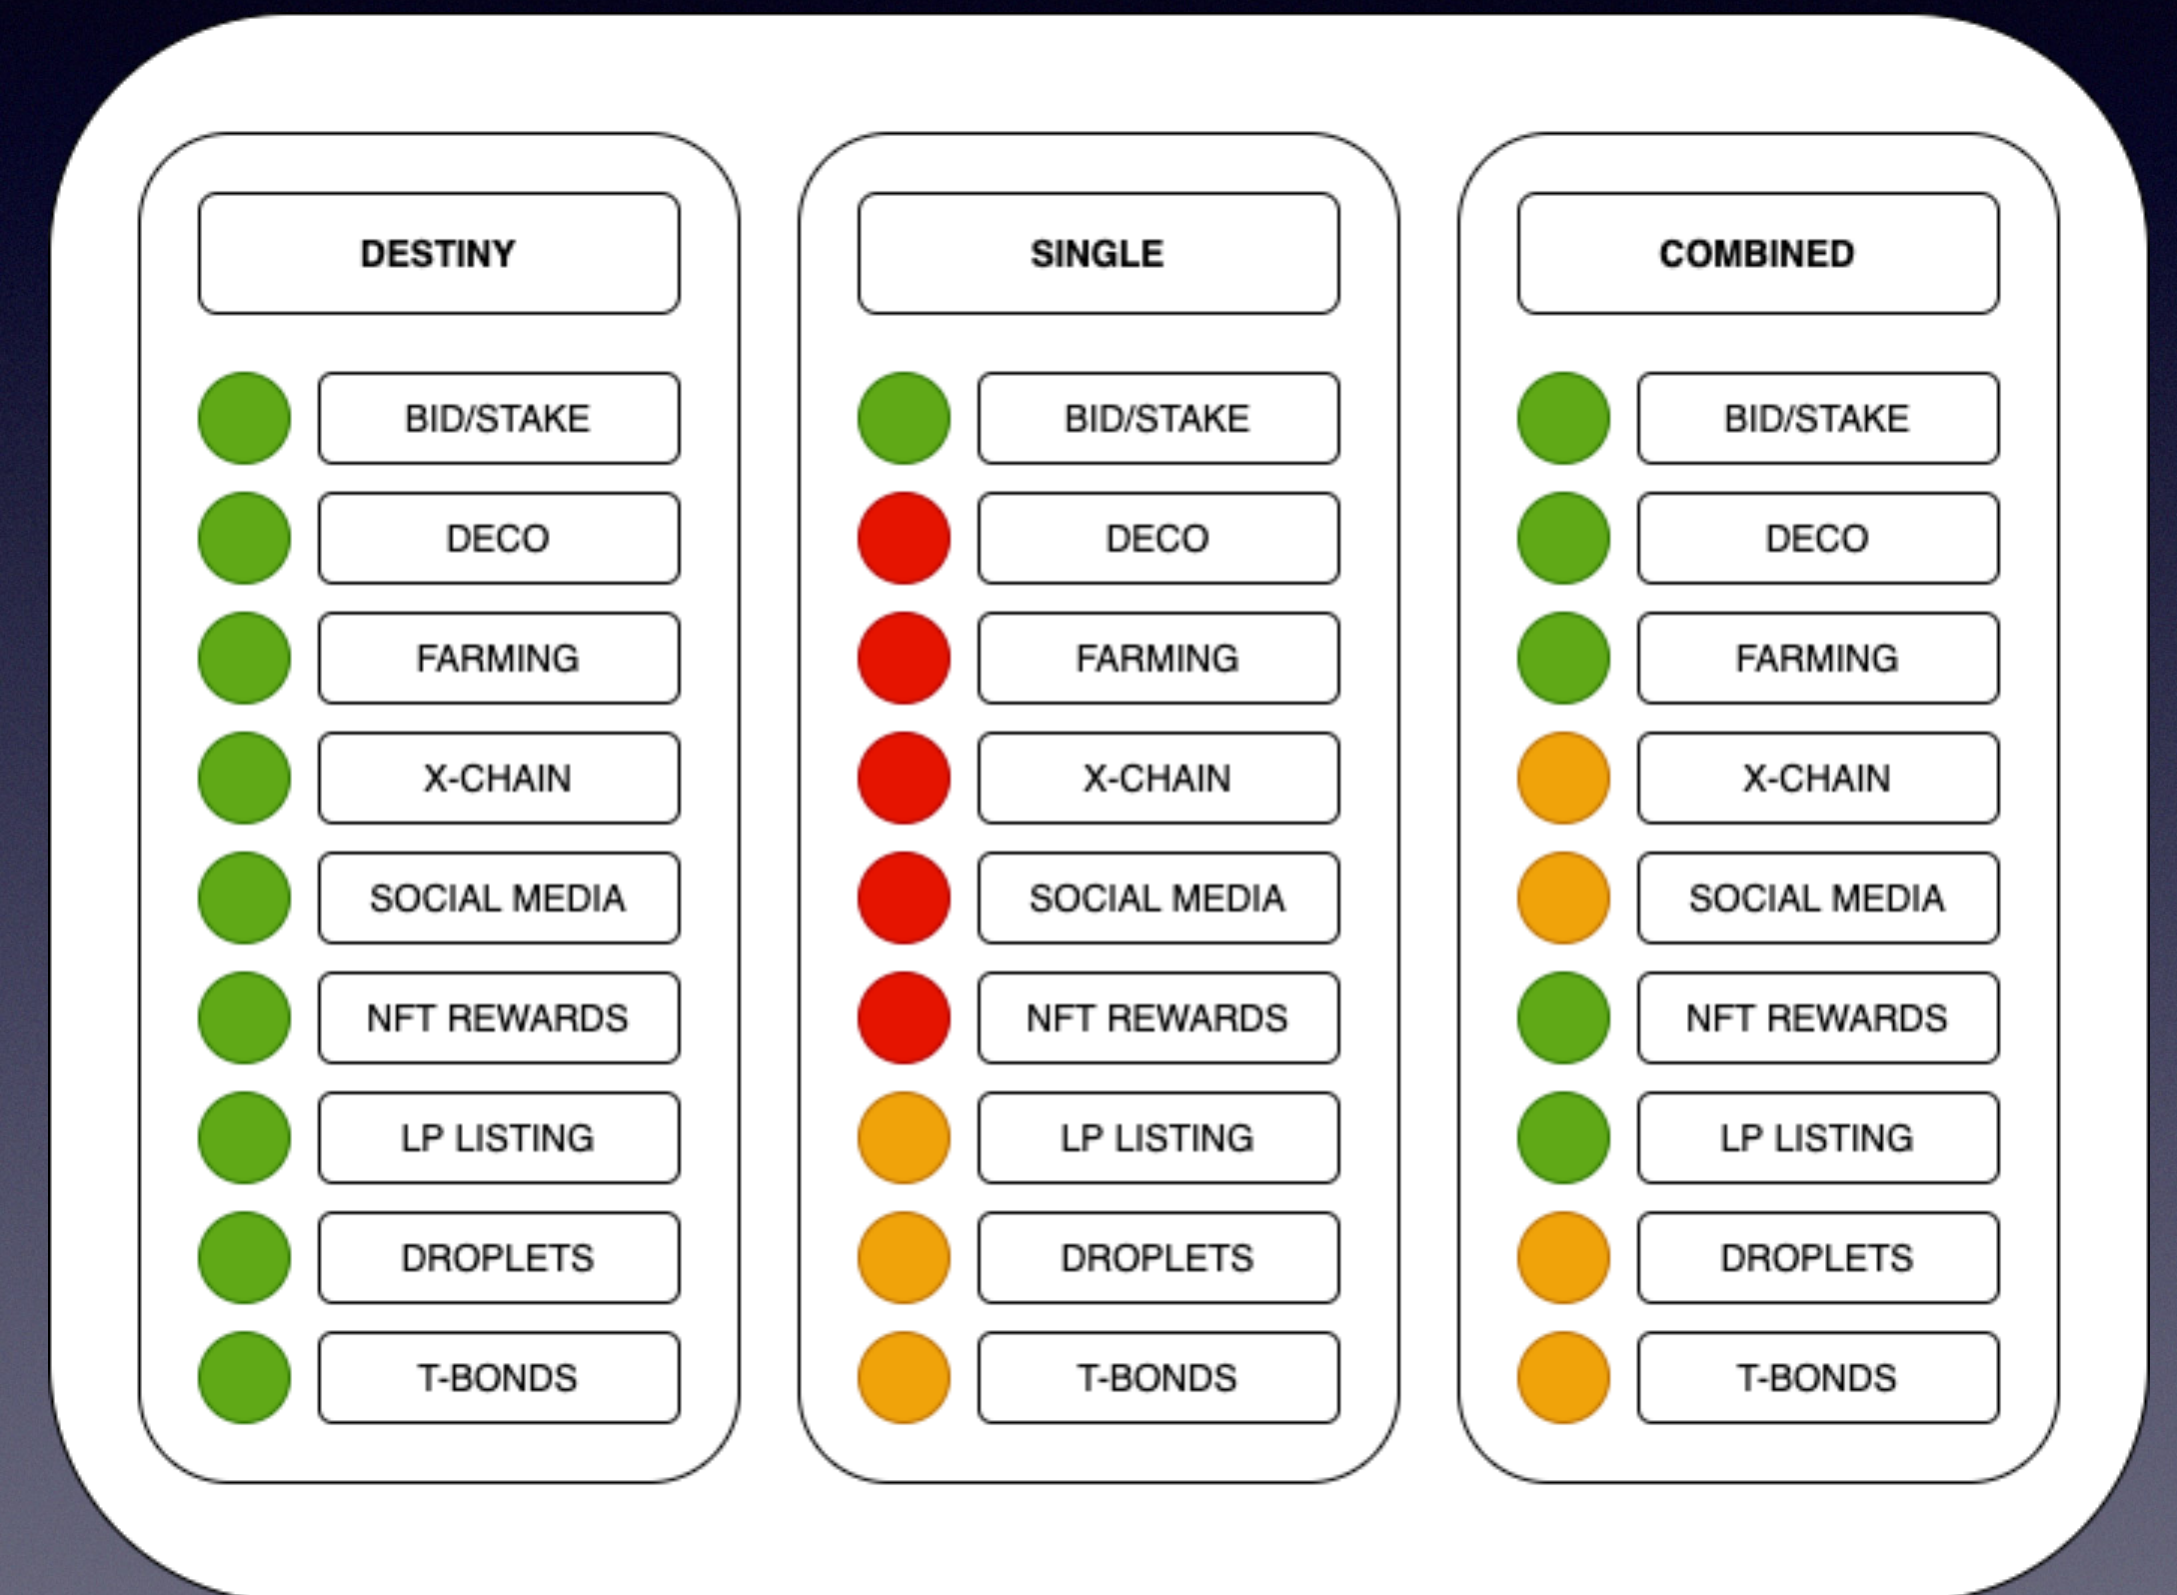 DESTINY
BID/STAKE
DECO
FARMING
X-CHAIN
SOCIAL MEDIA
NFT REWARDS
LP LISTING
DROPLETS
T-BONDS
SINGLE
BID/STAKE
DECO
FARMING
X-CHAIN
SOCIAL MEDIA
NFT REWARDS
LP LISTING
DROPLETS
T-BONDS
COMBINED
BID/STAKE
DECO
FARMING
X-CHAIN
SOCIAL MEDIA
NFT REWARDS
LP LISTING
DROPLETS
T-BONDS